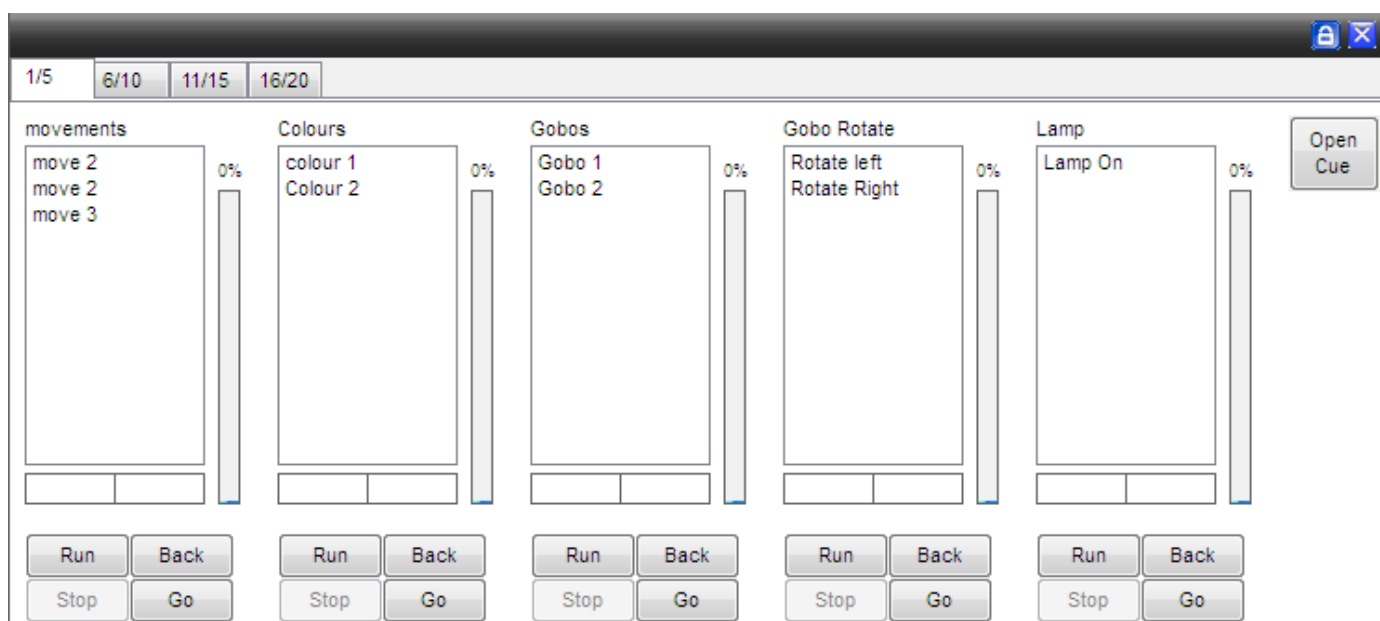 1/5 6/10 11/15 16/20
movements Colours Gobos Gobo Rotate Lamp
Open
Cue
move 2 0% colour 1 0% Gobo 1 0% Rotate left 0% Lamp On 0%
move 2 Colour 2 Gobo 2 Rotate Right
move 3
Run Back Run Back Run Back Run Back Run Back
Stop Go Stop Go Stop Go Stop Go Stop Go